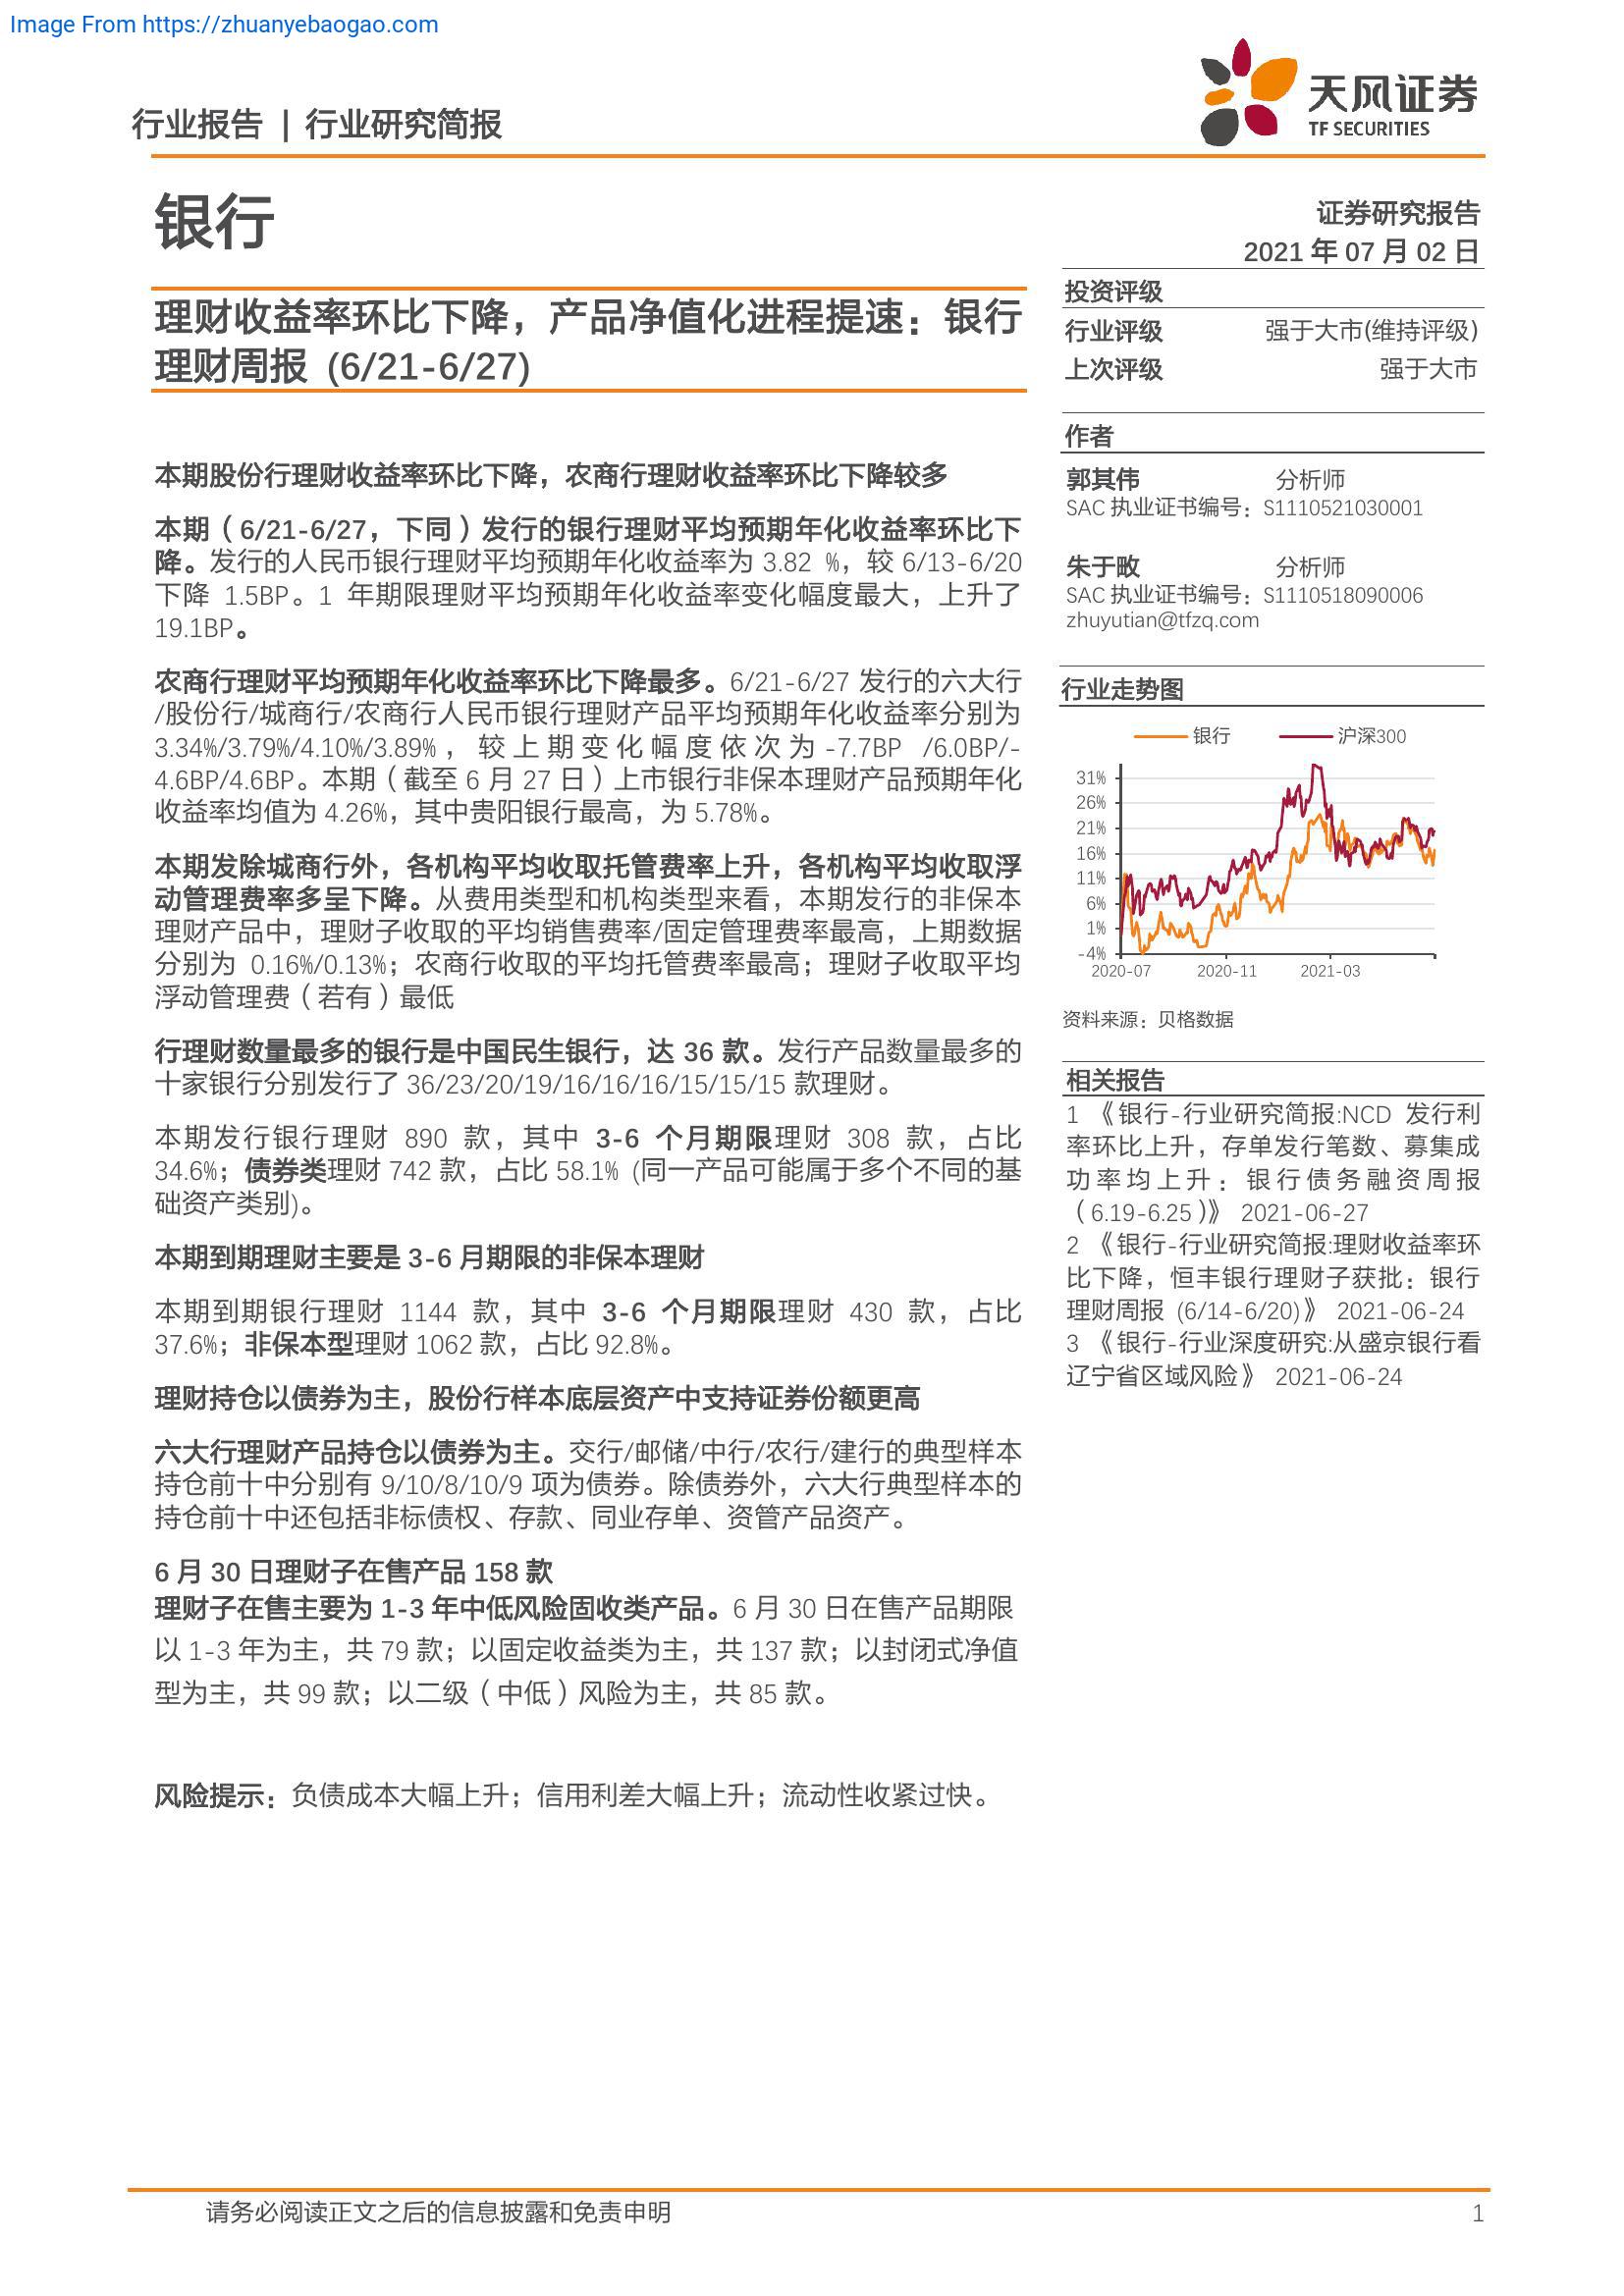 Image From https://zhuanyebaogao.com
行业报告 | 行业研究简报
天风证券
TF SECURITIES
银行
理财收益率环比下降，产品净值化进程提速：银行
理财周报 (6/21-6/27)
本期股份行理财收益率环比下降，农商行理财收益率环比下降较多
本期（6/21-6/27，下同）发行的银行理财平均预期年化收益率环比下
降。发行的人民币银行理财平均预期年化收益率为 3.82 %，较 6/13-6/20
下降 1.5BP。1 年期限理财平均预期年化收益率变化幅度最大，上升了
19.1BP。
农商行理财平均预期年化收益率环比下降最多。6/21-6/27 发行的六大行
/股份行/城商行/农商行人民币银行理财产品平均预期年化收益率分别为
3.34%/3.79%/4.10%/3.89%，较上期变化幅度依次为-7.7BP /6.0BP/-
4.6BP/4.6BP。本期（截至 6 月 27 日）上市银行非保本理财产品预期年化
收益率均值为 4.26%，其中贵阳银行最高，为 5.78%。
本期发除城商行外，各机构平均收取托管费率上升，各机构平均收取浮
动管理费率多呈下降。从费用类型和机构类型来看，本期发行的非保本
理财产品中，理财子收取的平均销售费率/固定管理费率最高，上期数据
分别为 0.16%/0.13%；农商行收取的平均托管费率最高；理财子收取平均
浮动管理费（若有）最低
行理财数量最多的银行是中国民生银行，达 36 款。发行产品数量最多的
十家银行分别发行了 36/23/20/19/16/16/16/15/15/15 款理财。
本期发行银行理财 890 款，其中 3-6 个月期限理财 308 款，占比
34.6%；债券类理财 742 款，占比 58.1% (同一产品可能属于多个不同的基
础资产类别)。
本期到期理财主要是 3-6 月期限的非保本理财
本期到期银行理财 1144 款，其中 3-6 个月期限理财 430 款，占比
37.6%；非保本型理财 1062 款，占比 92.8%。
理财持仓以债券为主，股份行样本底层资产中支持证券份额更高
六大行理财产品持仓以债券为主。交行/邮储/中行/农行/建行的典型样本
持仓前十中分别有 9/10/8/10/9 项为债券。除债券外，六大行典型样本的
持仓前十中还包括非标债权、存款、同业存单、资管产品资产。
6 月 30 日理财子在售产品 158 款
理财子在售主要为 1-3 年中低风险固收类产品。6 月 30 日在售产品期限
以 1-3 年为主，共 79 款；以固定收益类为主，共 137 款；以封闭式净值
型为主，共 99 款；以二级（中低）风险为主，共 85 款。
风险提示：负债成本大幅上升；信用利差大幅上升；流动性收紧过快。
证券研究报告
2021 年 07 月 02 日
投资评级
行业评级 强于大市(维持评级)
上次评级 强于大市
作者
郭其伟 分析师
SAC 执业证书编号：S1110521030001
朱于畋 分析师
SAC 执业证书编号：S1110518090006
zhuyutian@tfzq.com
行业走势图
银行 沪深300
31%
26%
21%
16%
11%
6%
1%
-4%
2020-07 2020-11 2021-03
资料来源：贝格数据
相关报告
1 《银行-行业研究简报:NCD 发行利
率环比上升，存单发行笔数、募集成
功率均上升：银行债务融资周报
（6.19-6.25）》 2021-06-27
2 《银行-行业研究简报:理财收益率环
比下降，恒丰银行理财子获批：银行
理财周报 (6/14-6/20)》 2021-06-24
3 《银行-行业深度研究:从盛京银行看
辽宁省区域风险》 2021-06-24
请务必阅读正文之后的信息披露和免责申明 1